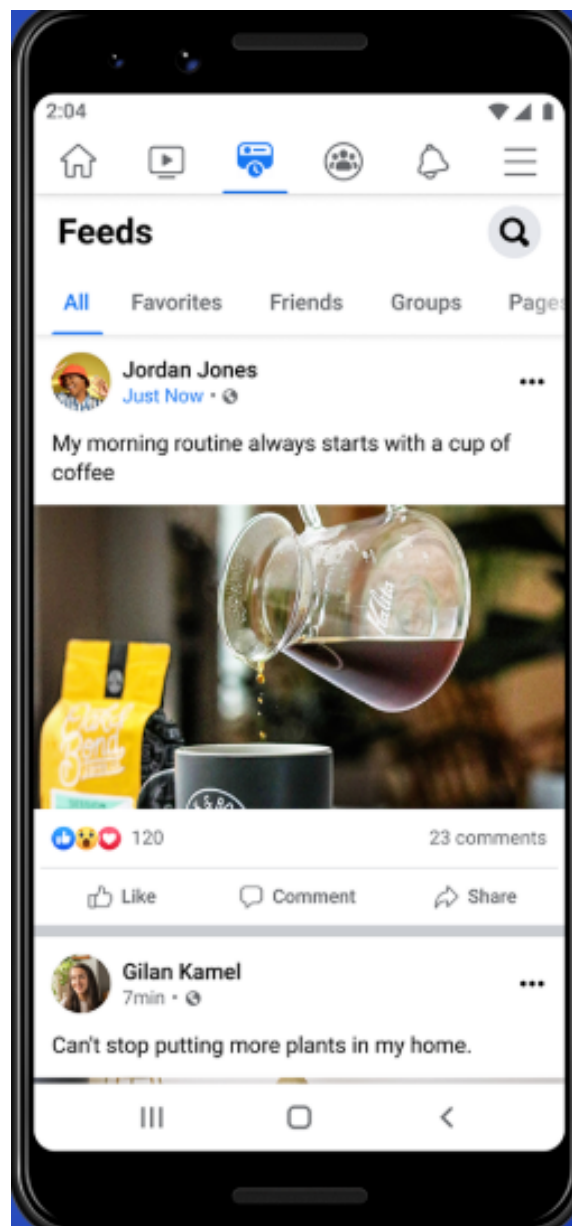 2:04
Feeds
All Favorites Friends Groups Pages
Jordan Jones
Just Now
My morning routine always starts with a cup of
coffee
Kalita
Bond
120 23 comments
Like Comment Share
Gilan Kamel
7min
Can't stop putting more plants in my home.